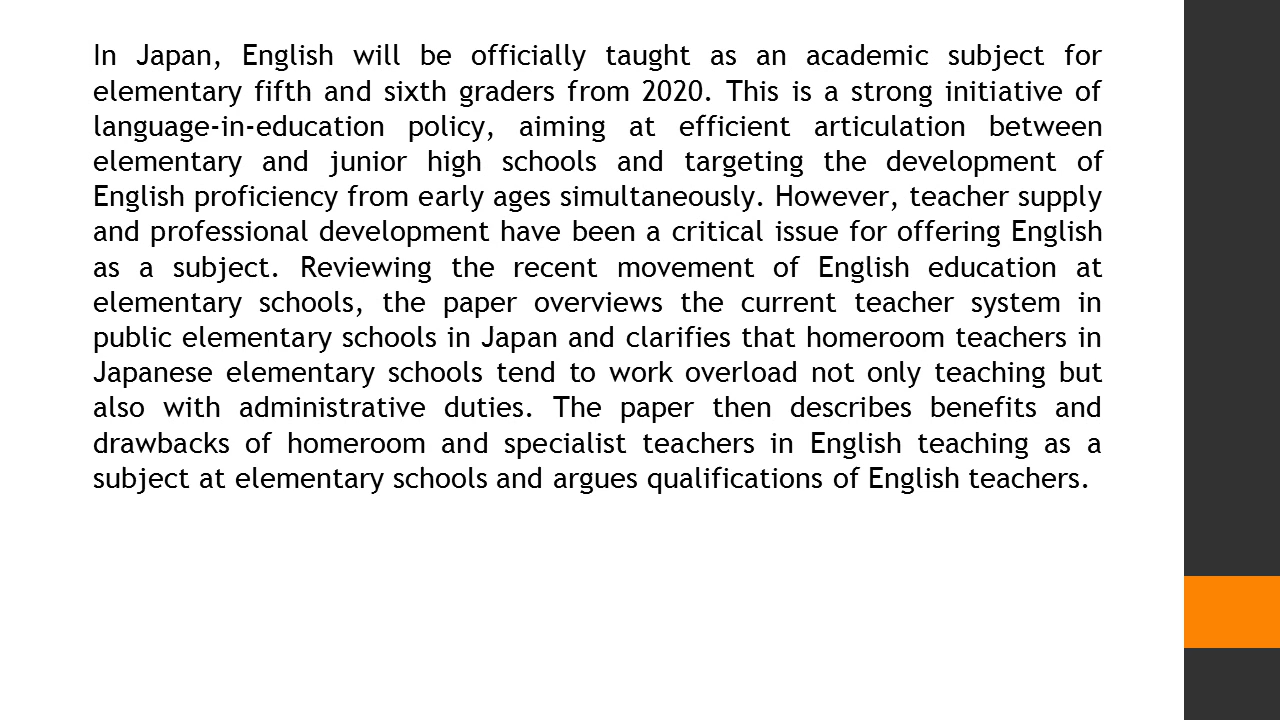 In Japan, English will be officially taught as an academic subject for
elementary fifth and sixth graders from 2020. This is a strong initiative of
language-in-education policy, aiming at efficient articulation between
elementary and junior high schools and targeting the development of
English proficiency from early ages simultaneously. However, teacher supply
and professional development have been a critical issue for offering English
as a subject. Reviewing the recent movement of English education at
elementary schools, the paper overviews the current teacher system in
public elementary schools in Japan and clarifies that homeroom teachers in
Japanese elementary schools tend to work overload not only teaching but
also with administrative duties. The paper then describes benefits and
drawbacks of homeroom and specialist teachers in English teaching as a
subject at elementary schools and argues qualifications of English teachers.